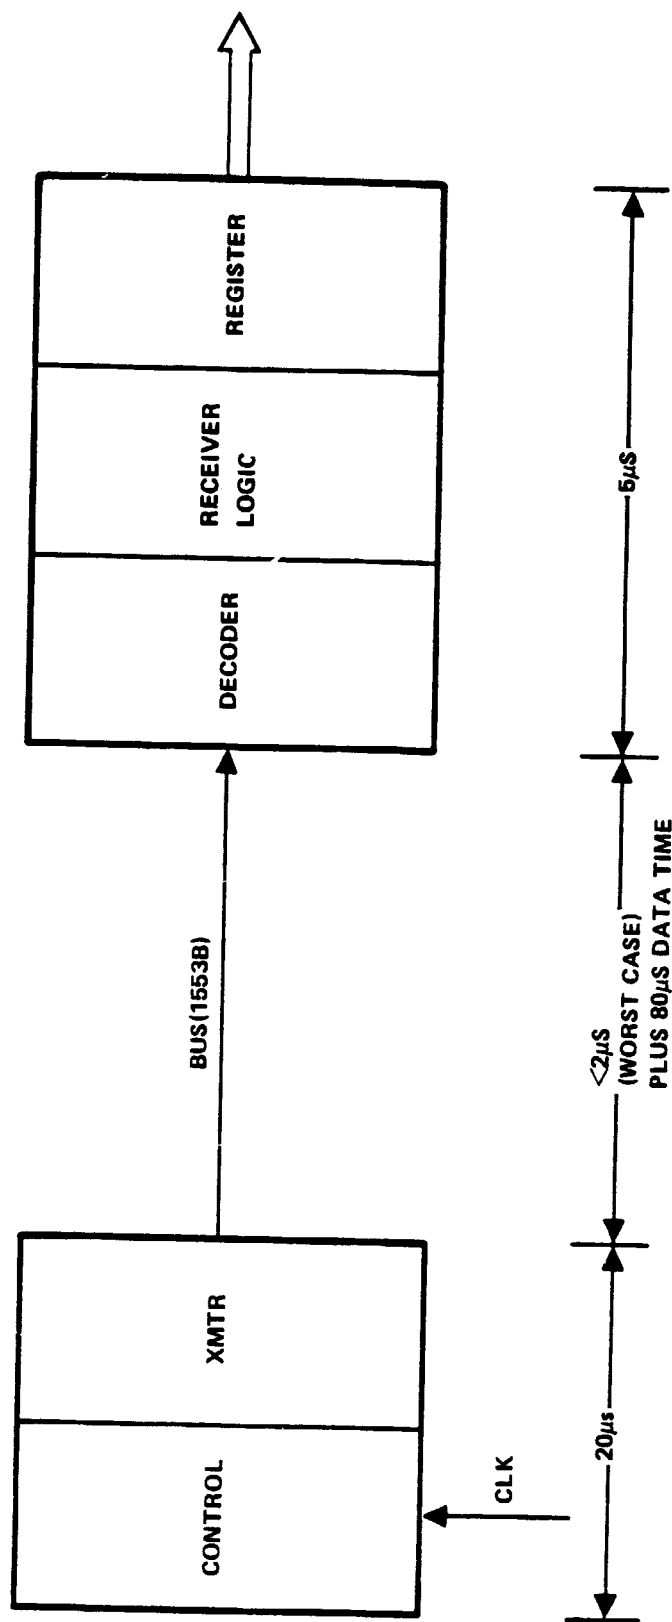 CONTROL
XMTR
CLK
BUS(1553B)
DECODER
RECEIVER
LOGIC
REGISTER
20μs
<2μS
(WORST CASE)
PLUS 80μS DATA TIME
5μS